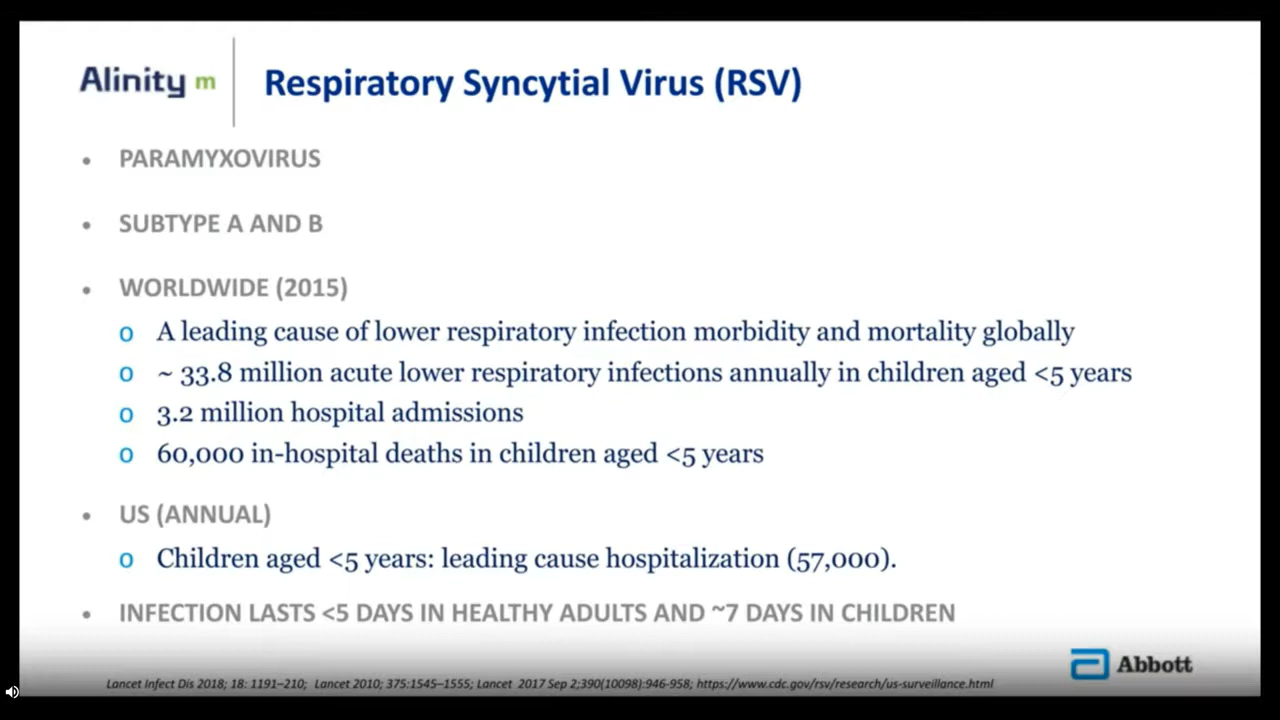 Alinity m
Respiratory Syncytial Virus (RSV)
• PARAMYXOVIRUS
• SUBTYPE A AND B
• WORLDWIDE (2015)
o A leading cause of lower respiratory infection morbidity and mortality globally
o ~ 33.8 million acute lower respiratory infections annually in children aged <5 years
o 3.2 million hospital admissions
o 60,000 in-hospital deaths in children aged <5 years
• US (ANNUAL)
o Children aged <5 years: leading cause hospitalization (57,000).
• INFECTION LASTS <5 DAYS IN HEALTHY ADULTS AND ~7 DAYS IN CHILDREN
Abbott
Lancet Infect Dis 2018; 18: 1191–210; Lancet 2010; 375:1545–1555; Lancet 2017 Sep 2;390(10098):946-958; https://www.cdc.gov/rsv/research/us-surveillance.html